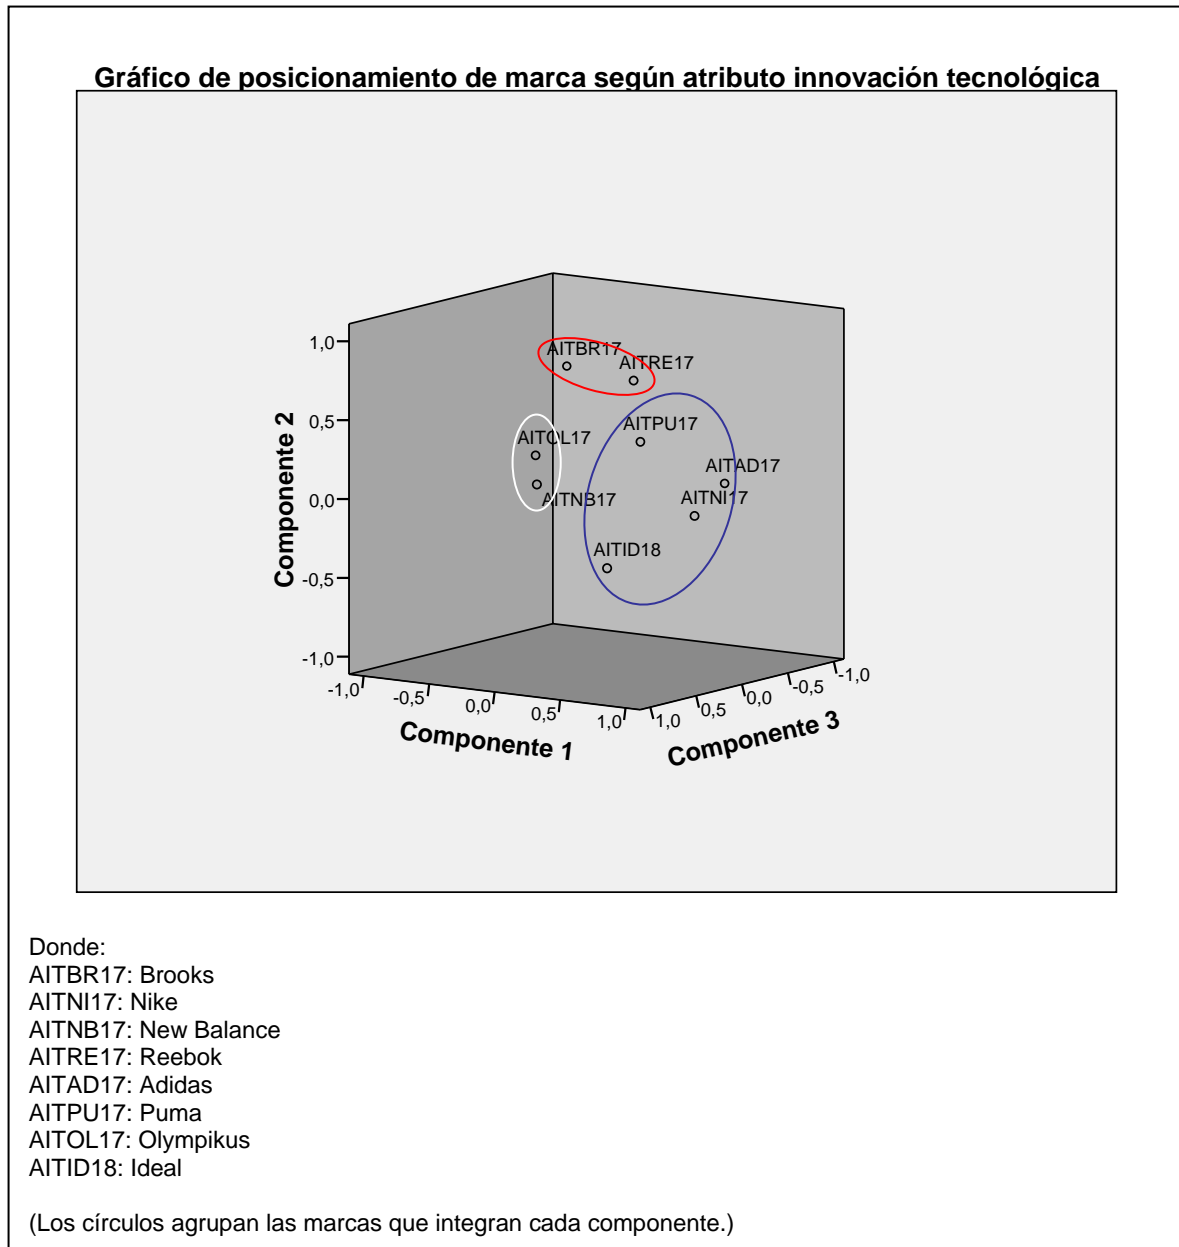 Gráfico de posicionamiento de marca según atributo innovación tecnológica
AITBR17
AITRE17
AITPU17
AITOL17
AITAD17
AITNB17
AITNI17
AITID18
Componente 2
1,0
0,5
0,0
-0,5
-1,0
-1,0
-0,5
0,0
0,5
1,0
Componente 1
1,0
0,5
0,0
-0,5
-1,0
Componente 3
Donde:
AITBR17: Brooks
AITNI17: Nike
AITNB17: New Balance
AITRE17: Reebok
AITAD17: Adidas
AITPU17: Puma
AITOL17: Olympikus
AITID18: Ideal
(Los círculos agrupan las marcas que integran cada componente.)